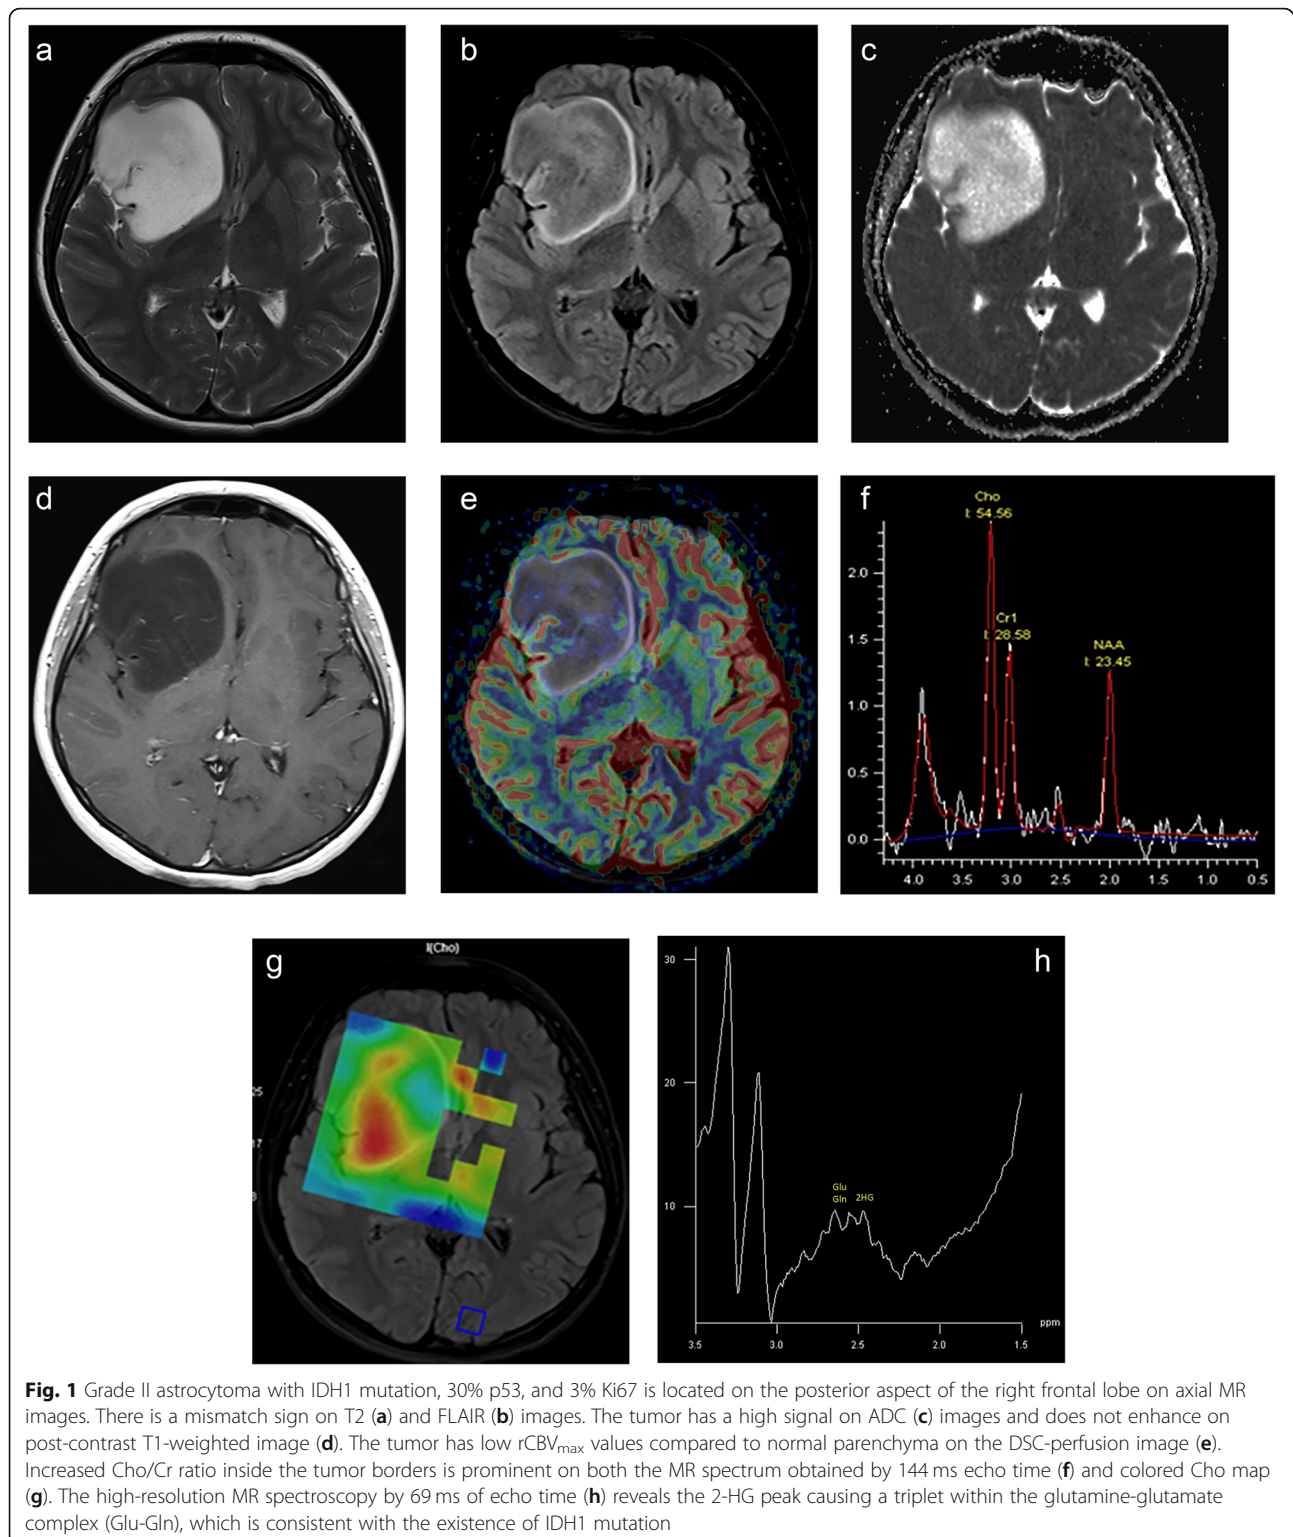 a
b
c
d
e
f
Cho
I: 54.56
Cr1
I: 28.58
NAA
I: 23.45
2.0
1.5
1.0
0.5
0.0
4.0 3.5 3.0 2.5 2.0 1.5 1.0 0.5
I(Cho)
g
h
30
20
10
Glu
Gln
2HG
ppm
3.5 3.0 2.5 2.0 1.5
Fig. 1 Grade II astrocytoma with IDH1 mutation, 30% p53, and 3% Ki67 is located on the posterior aspect of the right frontal lobe on axial MR
images. There is a mismatch sign on T2 (a) and FLAIR (b) images. The tumor has a high signal on ADC (c) images and does not enhance on
post-contrast T1-weighted image (d). The tumor has low rCBVmax values compared to normal parenchyma on the DSC-perfusion image (e).
Increased Cho/Cr ratio inside the tumor borders is prominent on both the MR spectrum obtained by 144 ms echo time (f) and colored Cho map
(g). The high-resolution MR spectroscopy by 69 ms of echo time (h) reveals the 2-HG peak causing a triplet within the glutamine-glutamate
complex (Glu-Gln), which is consistent with the existence of IDH1 mutation